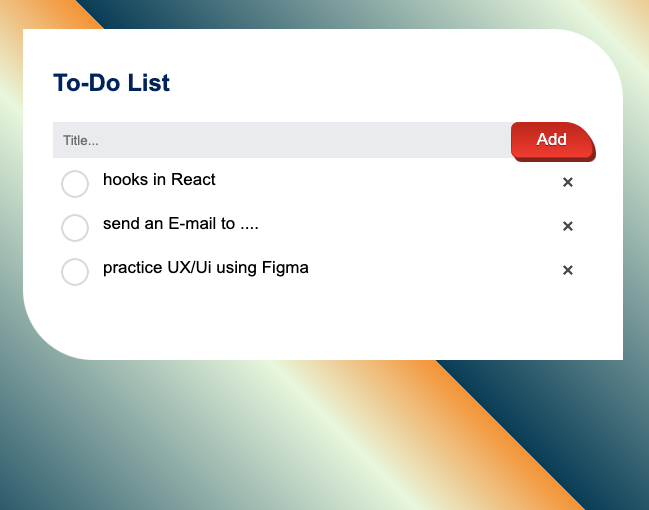 To-Do List
Title...
Add
hooks in React
×
send an E-mail to ....
×
practice UX/Ui using Figma
×